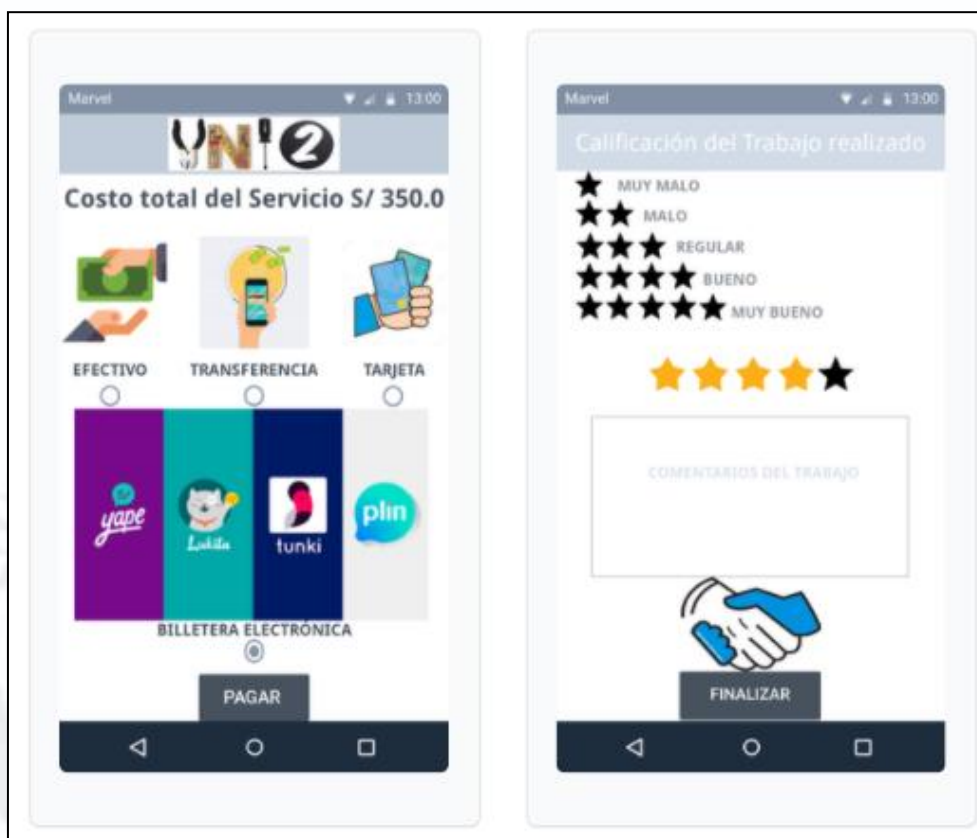 Marvel 13:00
VNI2
Costo total del Servicio S/ 350.0
EFECTIVO TRANSFERENCIA TARJETA
yape Lukita tunki plin
BILLETERA ELECTRÓNICA
PAGAR
Marvel 13:00
Calificación del Trabajo realizado
MUY MALO
MALO
REGULAR
BUENO
MUY BUENO
COMENTARIOS DEL TRABAJO
FINALIZAR